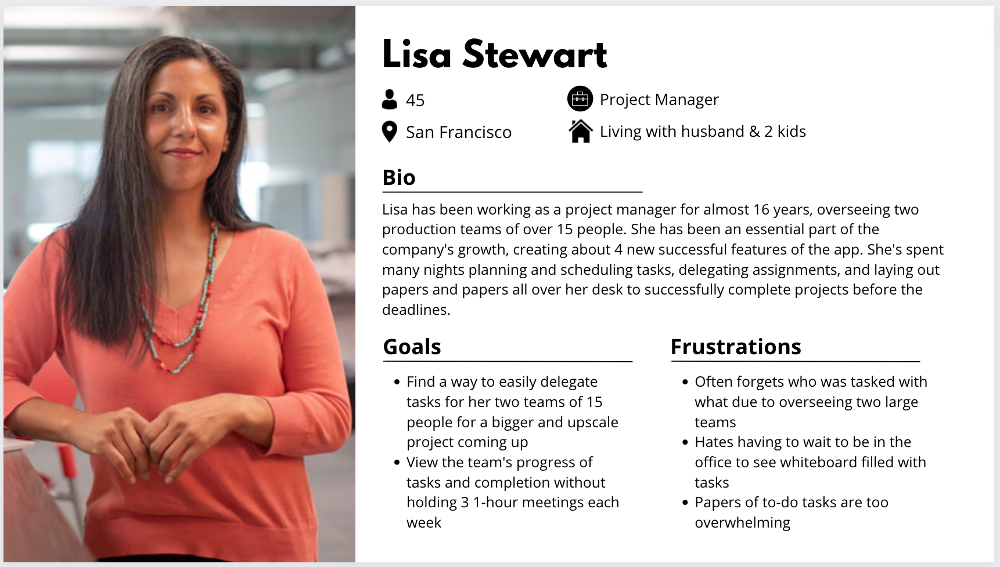 Lisa Stewart
45
Project Manager
San Francisco
Living with husband & 2 kids
Bio
Lisa has been working as a project manager for almost 16 years, overseeing two
production teams of over 15 people. She has been an essential part of the
company's growth, creating about 4 new successful features of the app. She's spent
many nights planning and scheduling tasks, delegating assignments, and laying out
papers and papers all over her desk to successfully complete projects before the
deadlines.
Goals
• Find a way to easily delegate
tasks for her two teams of 15
people for a bigger and upscale
project coming up
• View the team's progress of
tasks and completion without
holding 3 1-hour meetings each
week
Frustrations
• Often forgets who was tasked with
what due to overseeing two large
teams
• Hates having to wait to be in the
office to see whiteboard filled with
tasks
• Papers of to-do tasks are too
overwhelming